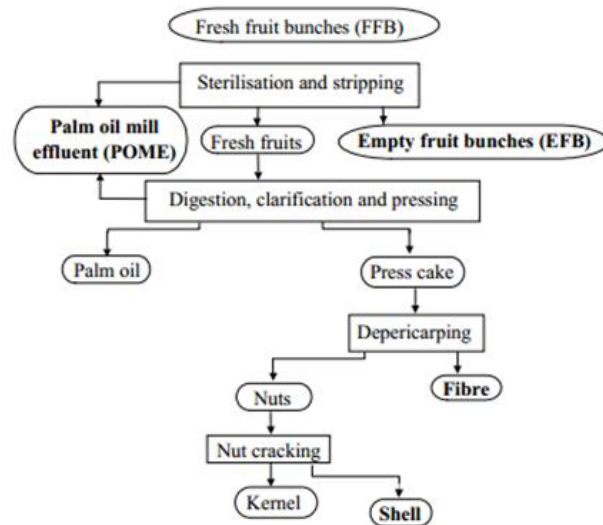 Fresh fruit bunches (FFB)
Sterilisation and stripping
Palm oil mill
effluent (POME)
Fresh fruits
Empty fruit bunches (EFB)
Digestion, clarification and pressing
Palm oil
Press cake
Depericarping
Nuts
Fibre
Nut cracking
Kernel
Shell